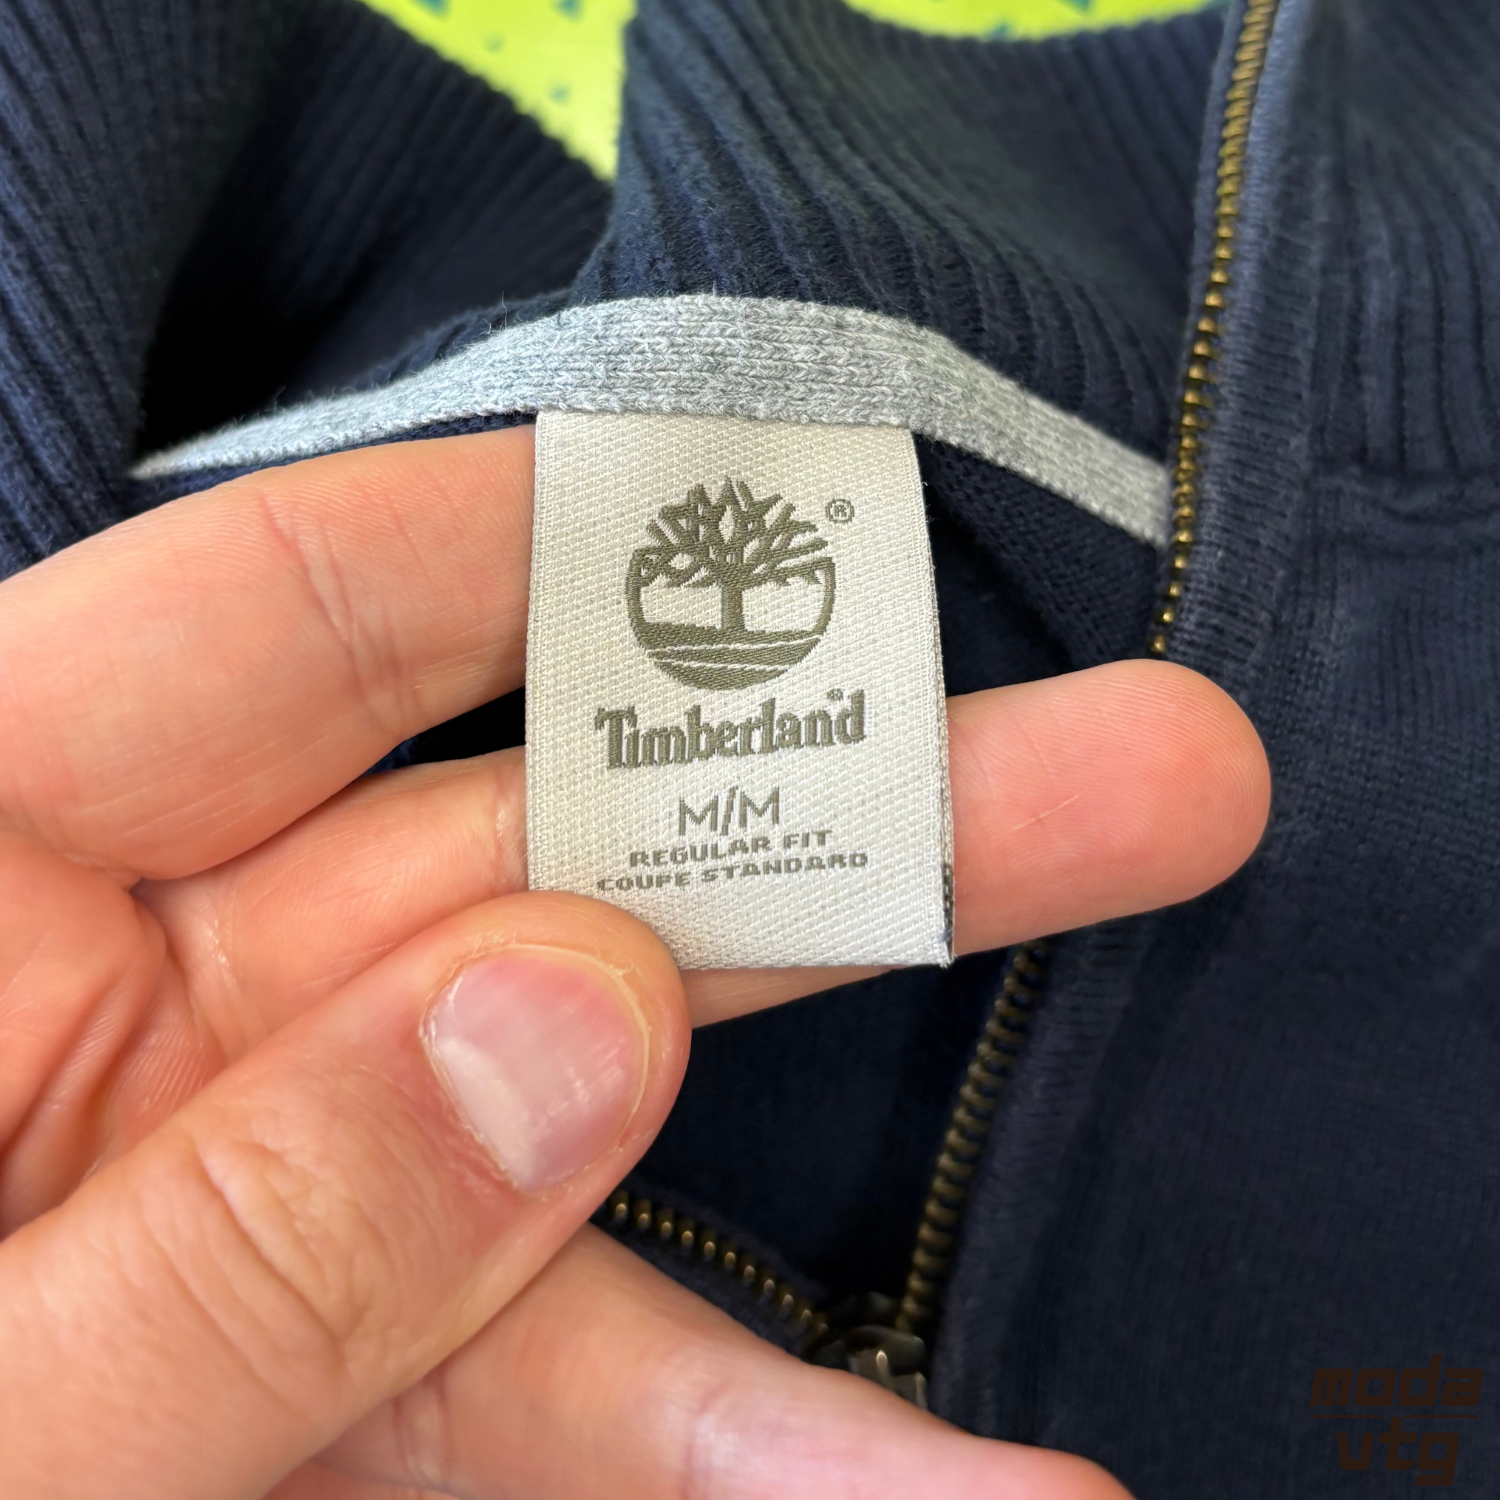 ®
Timberland®
M/M
REGULAR FIT
COUPE STANDARD
moda
vtg